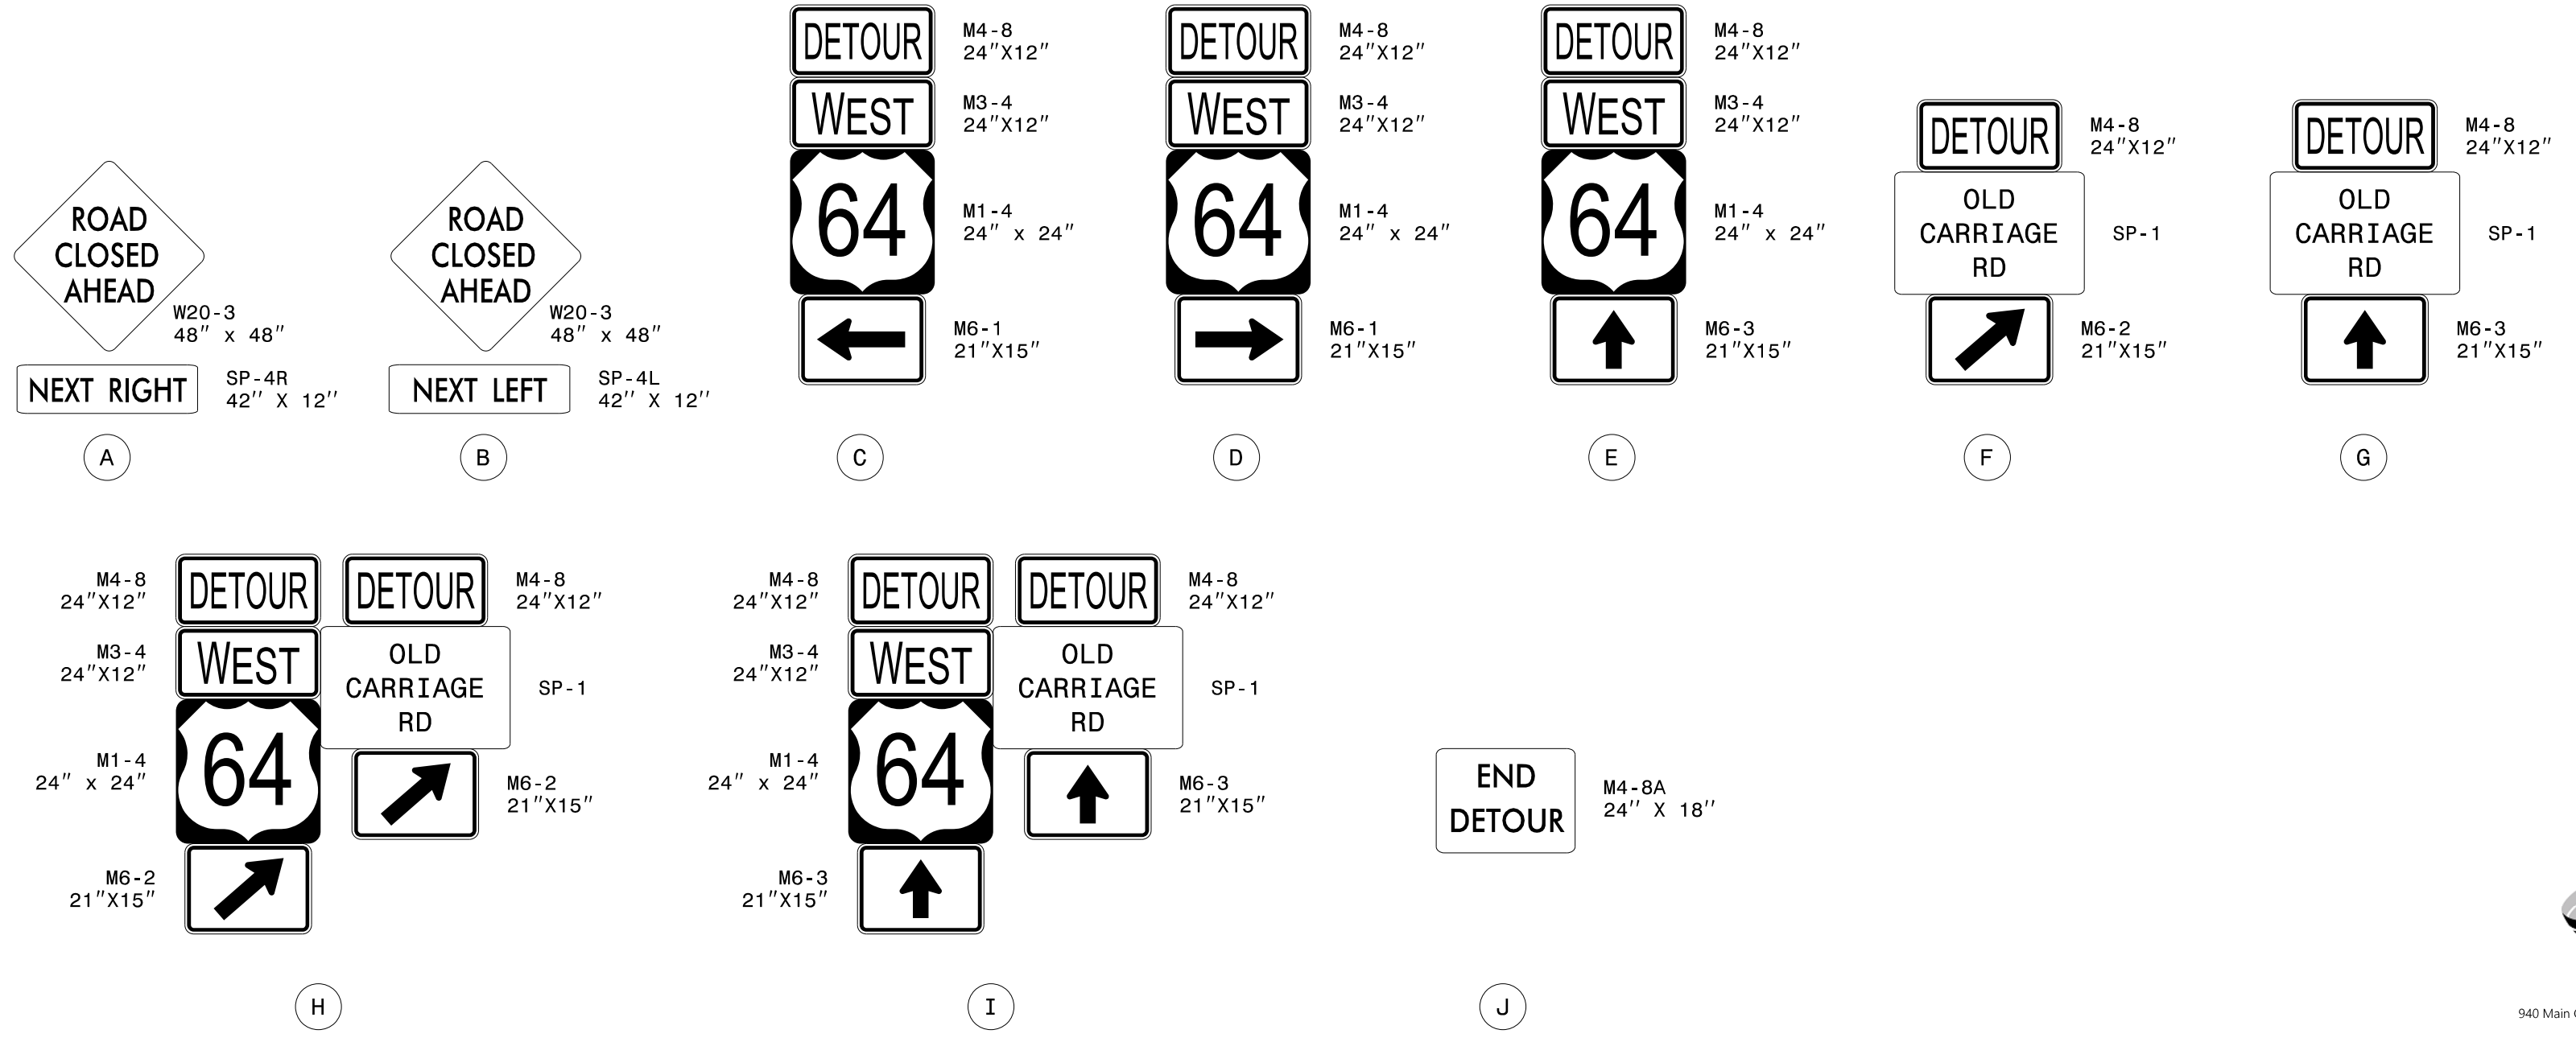 ROAD
CLOSED
AHEAD
W20-3
48" x 48"
NEXT RIGHT
SP-4R
42'' X 12''
A
ROAD
CLOSED
AHEAD
W20-3
48" x 48"
NEXT LEFT
SP-4L
42'' X 12''
B
DETOUR
M4-8
24"X12"
WEST
M3-4
24"X12"
64
M1-4
24" x 24"
M6-1
21"X15"
C
DETOUR
M4-8
24"X12"
WEST
M3-4
24"X12"
64
M1-4
24" x 24"
M6-1
21"X15"
D
DETOUR
M4-8
24"X12"
WEST
M3-4
24"X12"
64
M1-4
24" x 24"
M6-3
21"X15"
E
DETOUR
M4-8
24"X12"
OLD
CARRIAGE
RD
SP-1
M6-2
21"X15"
F
DETOUR
M4-8
24"X12"
OLD
CARRIAGE
RD
SP-1
M6-3
21"X15"
G
M4-8
24"X12"
DETOUR
M3-4
24"X12"
WEST
M1-4
24" x 24"
64
M6-2
21"X15"
DETOUR
M4-8
24"X12"
OLD
CARRIAGE
RD
SP-1
M6-2
21"X15"
H
M4-8
24"X12"
DETOUR
M3-4
24"X12"
WEST
M1-4
24" x 24"
64
M6-3
21"X15"
DETOUR
M4-8
24"X12"
OLD
CARRIAGE
RD
SP-1
M6-3
21"X15"
I
END
DETOUR
M4-8A
24'' X 18''
J
940 Main